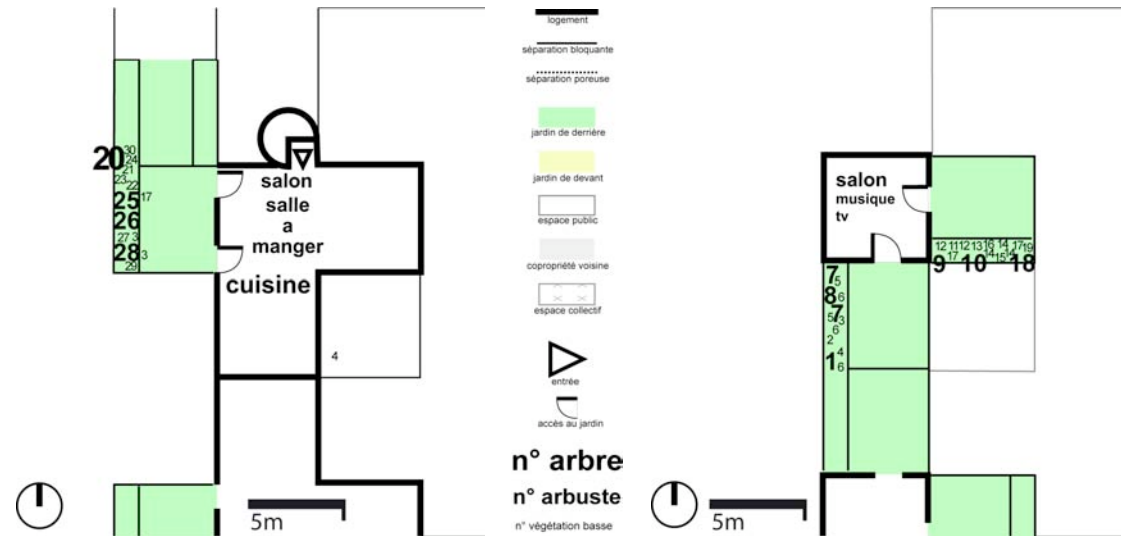 30
20
24
21
23
22
25
17
26
27 3
28
3
29
salon
salle
a
manger
cuisine
4
5m
logement
séparation bloquante
séparation poreuse
jardin de derrière
jardin de devant
espace public
copropriété voisine
espace collectif
entrée
accès au jardin
n° arbre
n° arbuste
n° végétation basse
salon
musique
tv
12 11 12 13 16 14 17 19
17 14 15 14
9 10 18
7
5
8
6
7
5 3
6
2
4
1
6
5m